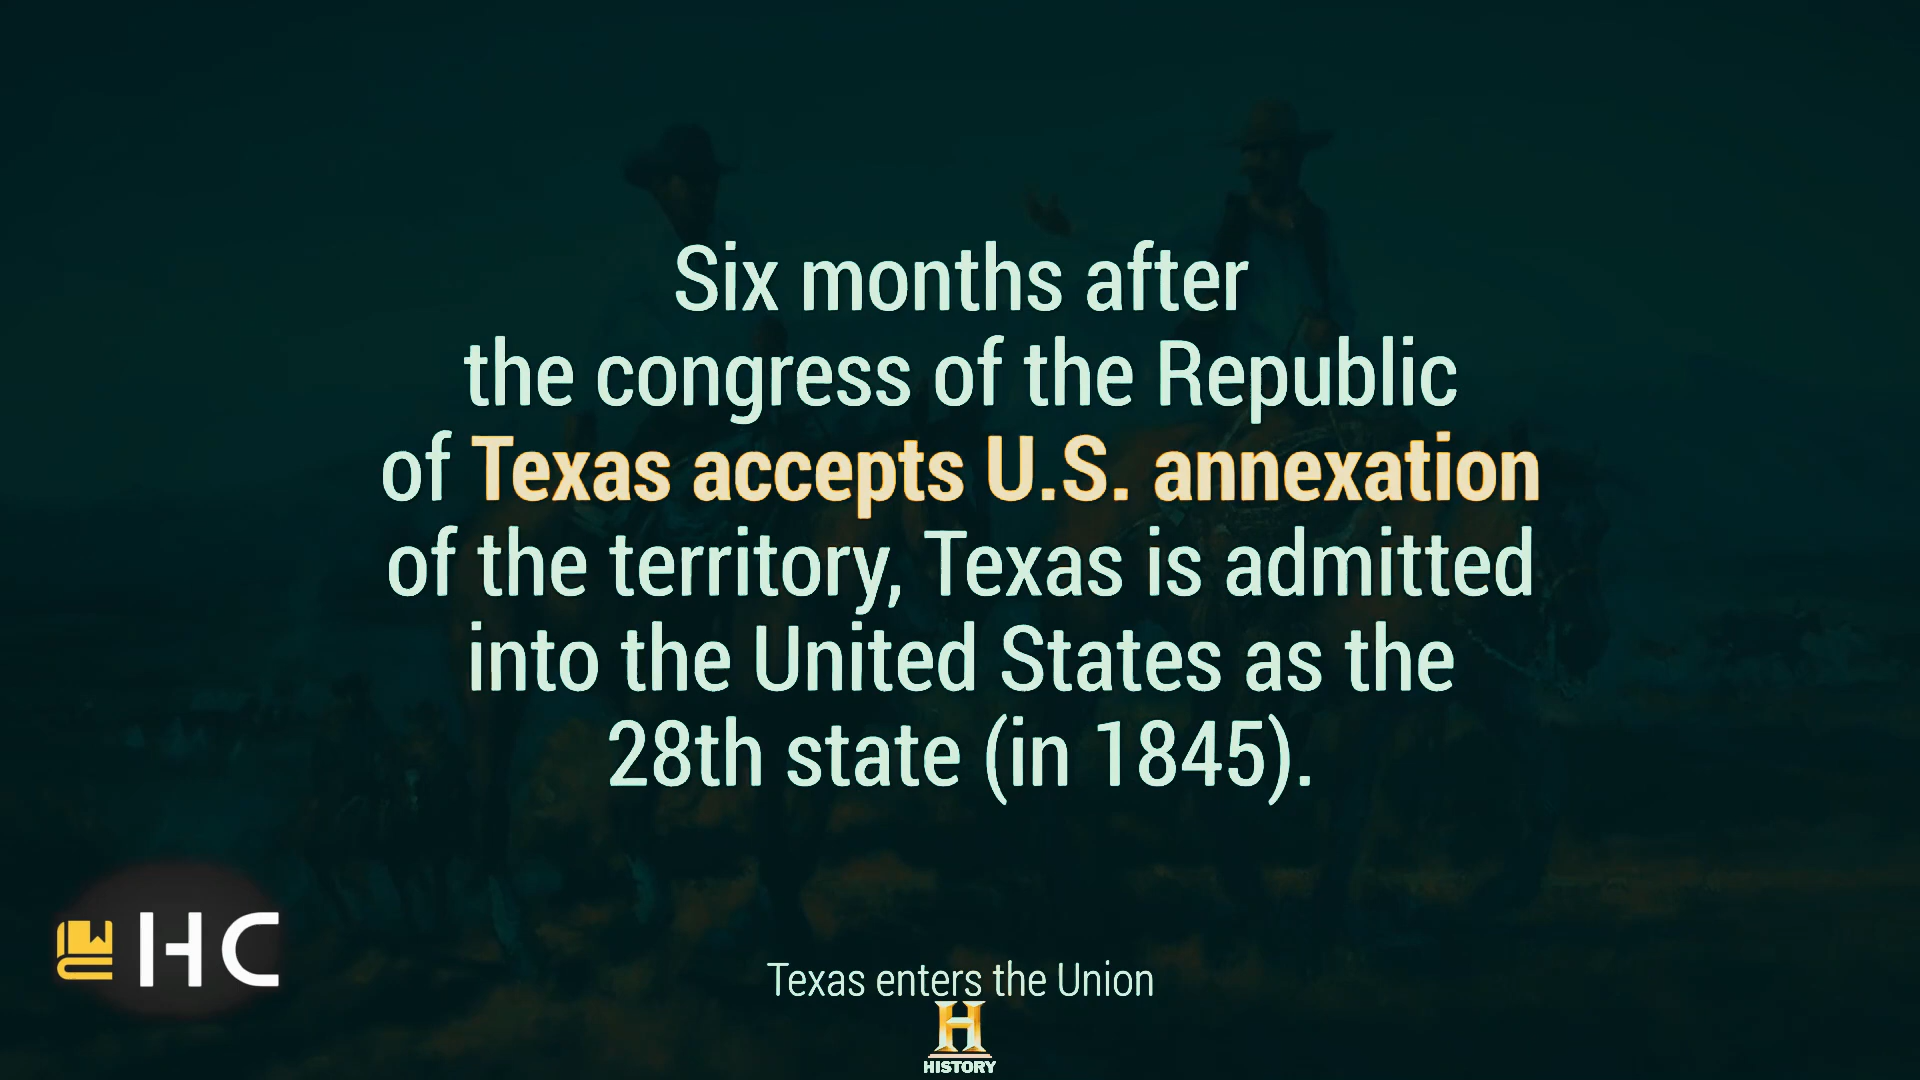 Six months after
the congress of the Republic
of Texas accepts U.S. annexation
of the territory, Texas is admitted
into the United States as the
28th state (in 1845).
HC
Texas enters the Union
H
HISTORY